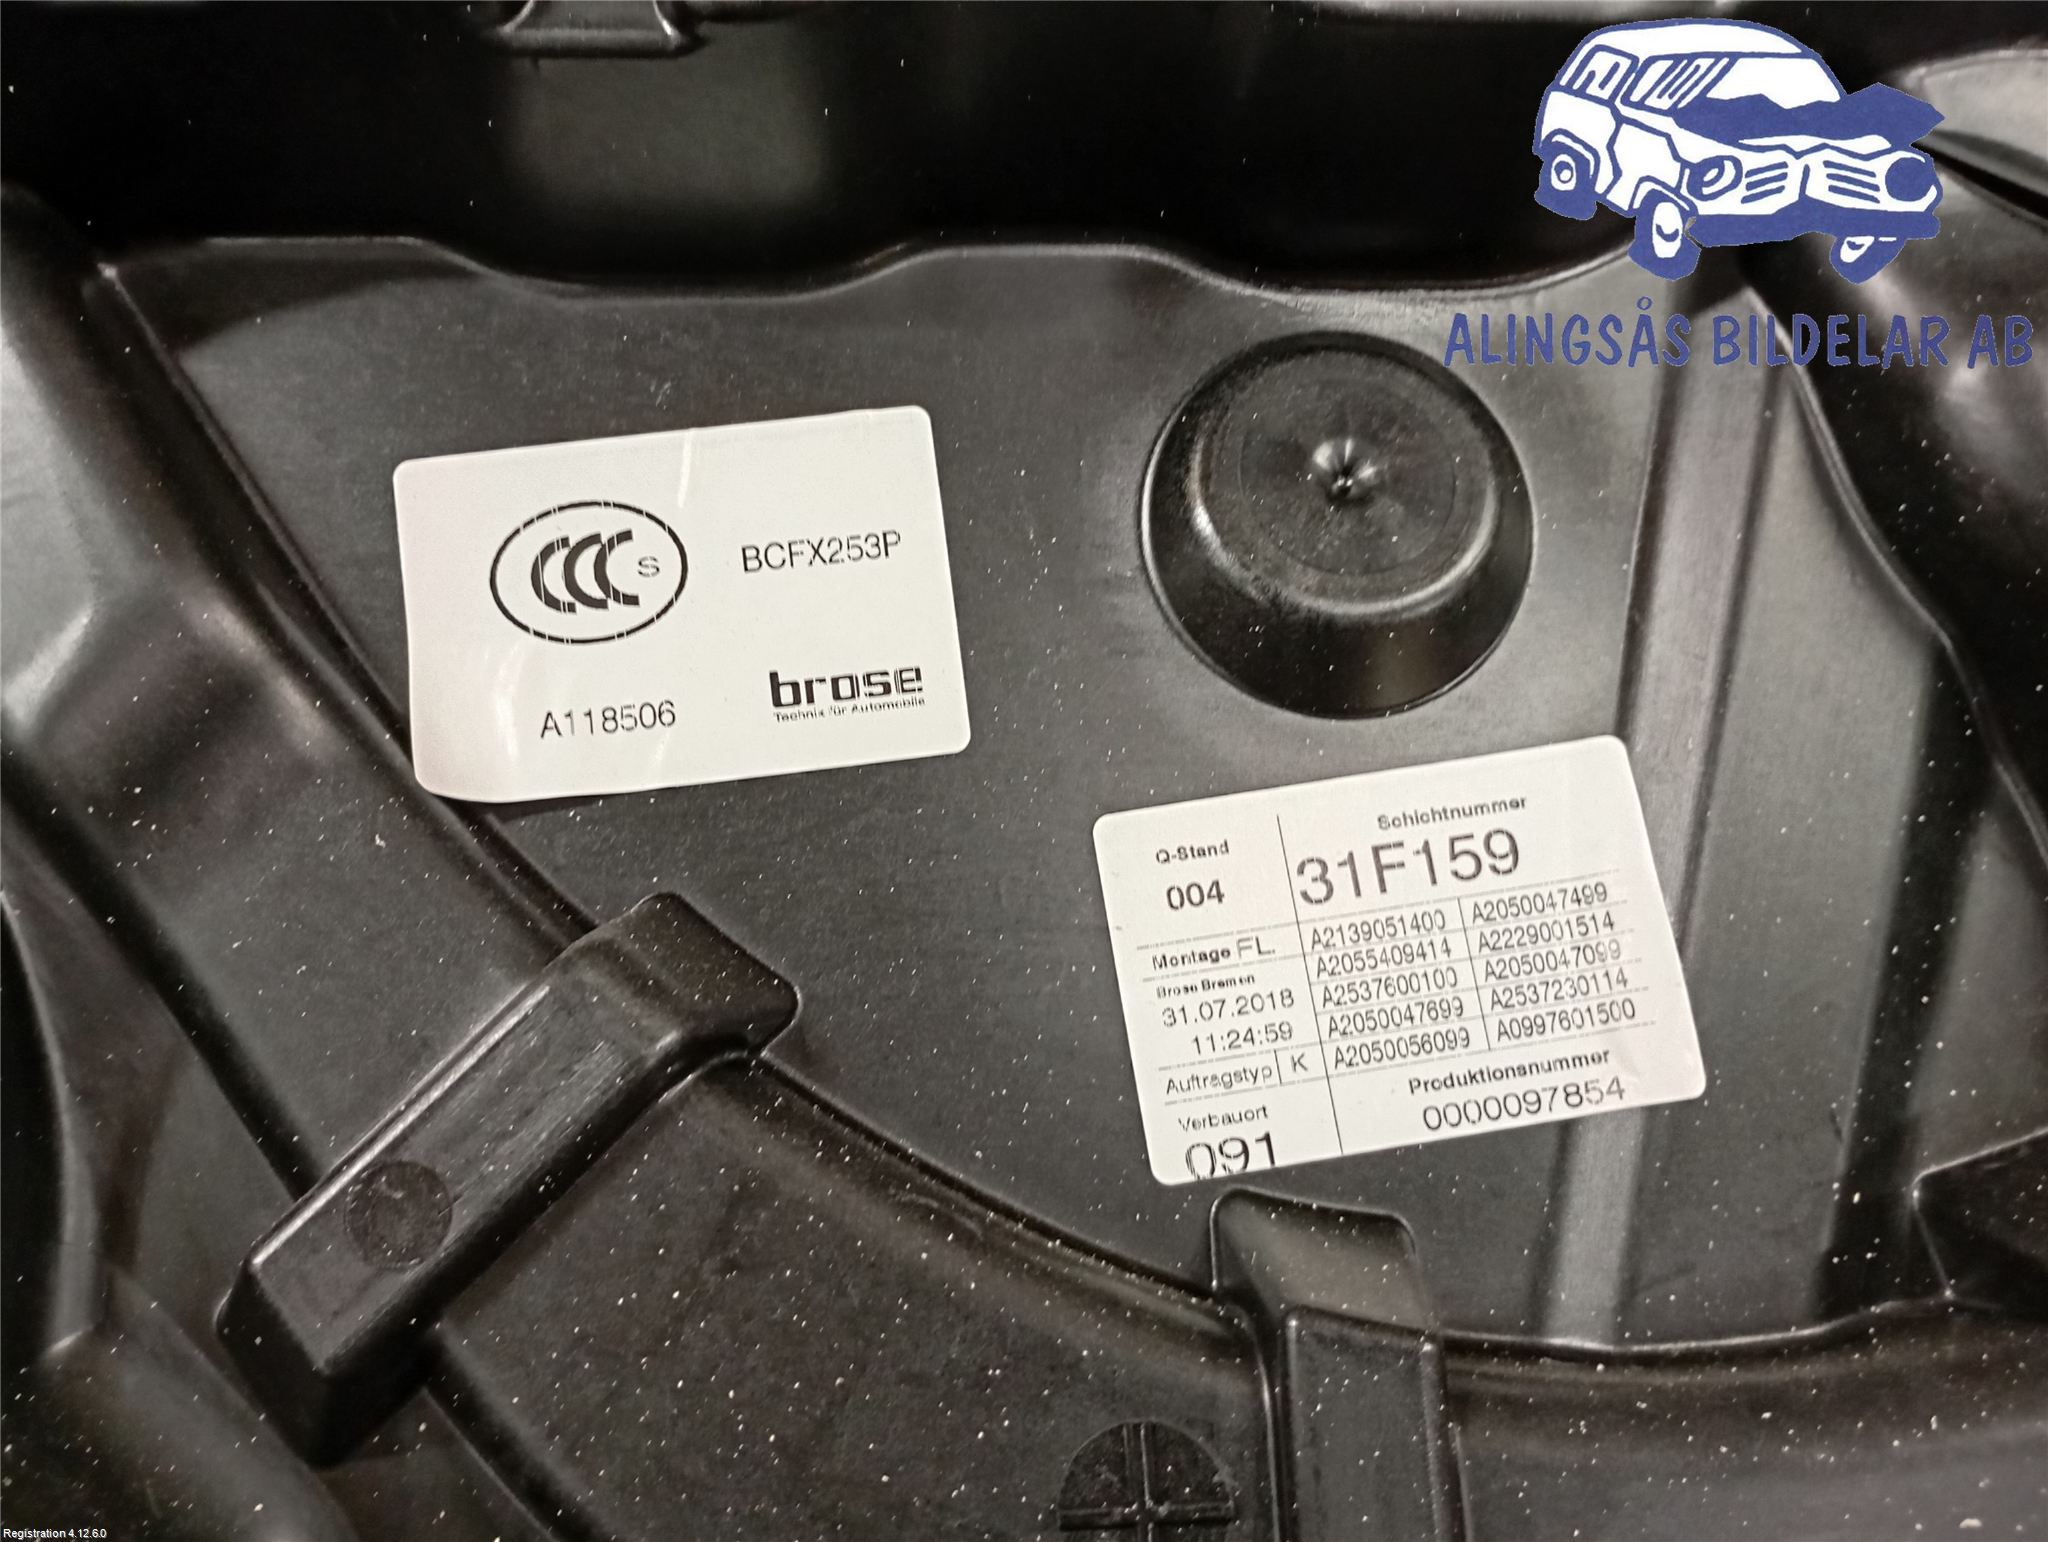 ALINGSÅS BILDELAR AB
CCC S
BCFX253P
A118506
brose
Technik für Automobile
Q-Stand
004
Schichtnummer
31F159
Montage FL.
Brose Bremen
31.07.2018
11:24:59
Auftragstyp K
Verbauort
091
A2139051400 A2050047499
A2055409414 A2229001514
A2537600100 A2050047099
A2050047699 A2537230114
A2050056099 A0997601500
Produktionsnummer
0000097854
Registration 4.12.6.0